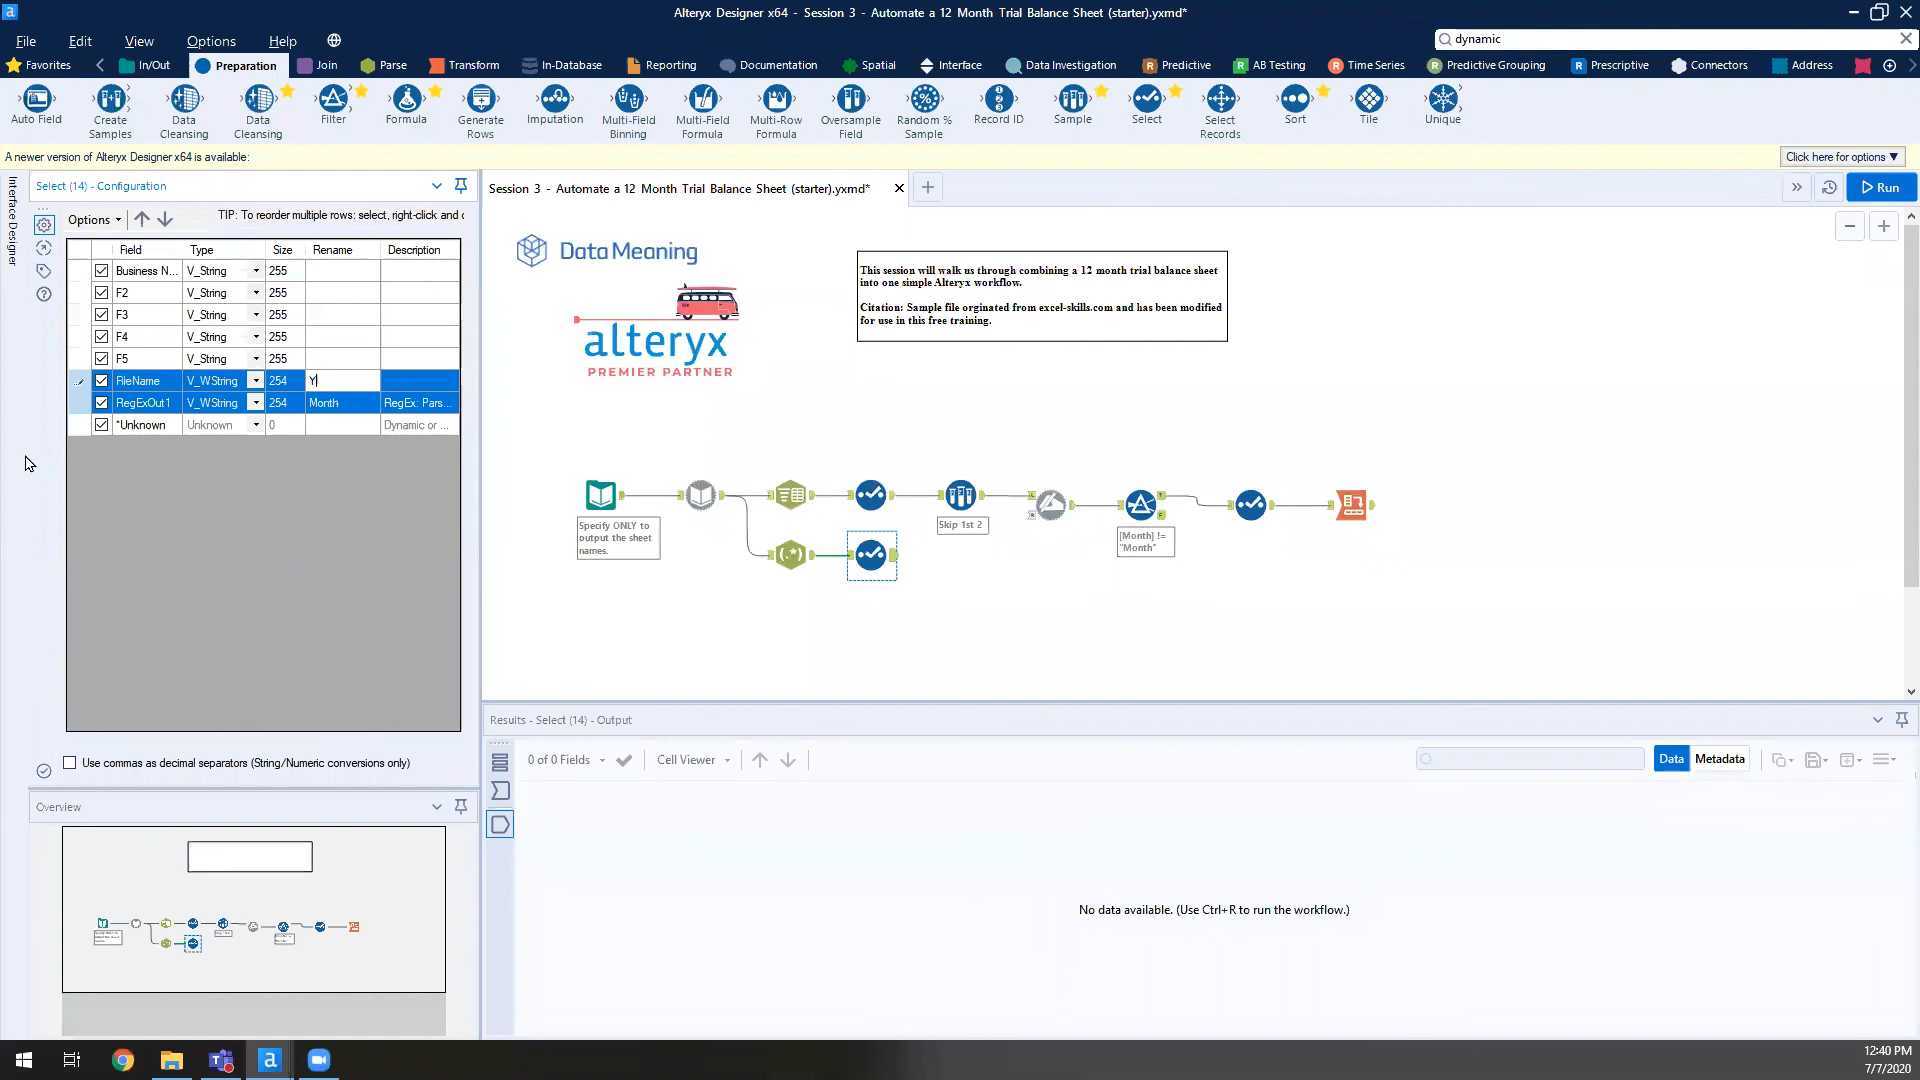 Alteryx Designer x64 - Session 3 - Automate a 12 Month Trial Balance Sheet (starter).yxmd*
File Edit View Options Help
dynamic
Favorites In/Out Preparation Join Parse Transform In-Database Reporting Documentation Spatial Interface Data Investigation Predictive AB Testing Time Series Predictive Grouping Prescriptive Connectors Address
Auto Field
Create Samples
Data Cleansing
Data Cleansing
Filter
Formula
Generate Rows
Imputation
Multi-Field Binning
Multi-Field Formula
Multi-Row Formula
Oversample Field
Random % Sample
Record ID
Sample
Select
Select Records
Sort
Tile
Unique
A newer version of Alteryx Designer x64 is available:
Click here for options ▼
Interface Designer
Select (14) - Configuration
Options TIP: To reorder multiple rows: select, right-click and
Field Type Size Rename Description
Business N... V_String 255
F2 V_String 255
F3 V_String 255
F4 V_String 255
F5 V_String 255
FileName V_WString 254 Y
RegExOut1 V_WString 254 Month RegEx: Pars...
*Unknown Unknown 0 Dynamic or ...
Use commas as decimal separators (String/Numeric conversions only)
Overview
Session 3 - Automate a 12 Month Trial Balance Sheet (starter).yxmd*
Run
Data Meaning
alteryx
PREMIER PARTNER
This session will walk us through combining a 12 month trial balance sheet
into one simple Alteryx workflow.
Citation: Sample file orginated from excel-skills.com and has been modified
for use in this free training.
Specify ONLY to
output the sheet
names.
Skip 1st 2
[Month] !=
"Month"
Results - Select (14) - Output
0 of 0 Fields Cell Viewer Data Metadata
No data available. (Use Ctrl+R to run the workflow.)
12:40 PM
7/7/2020